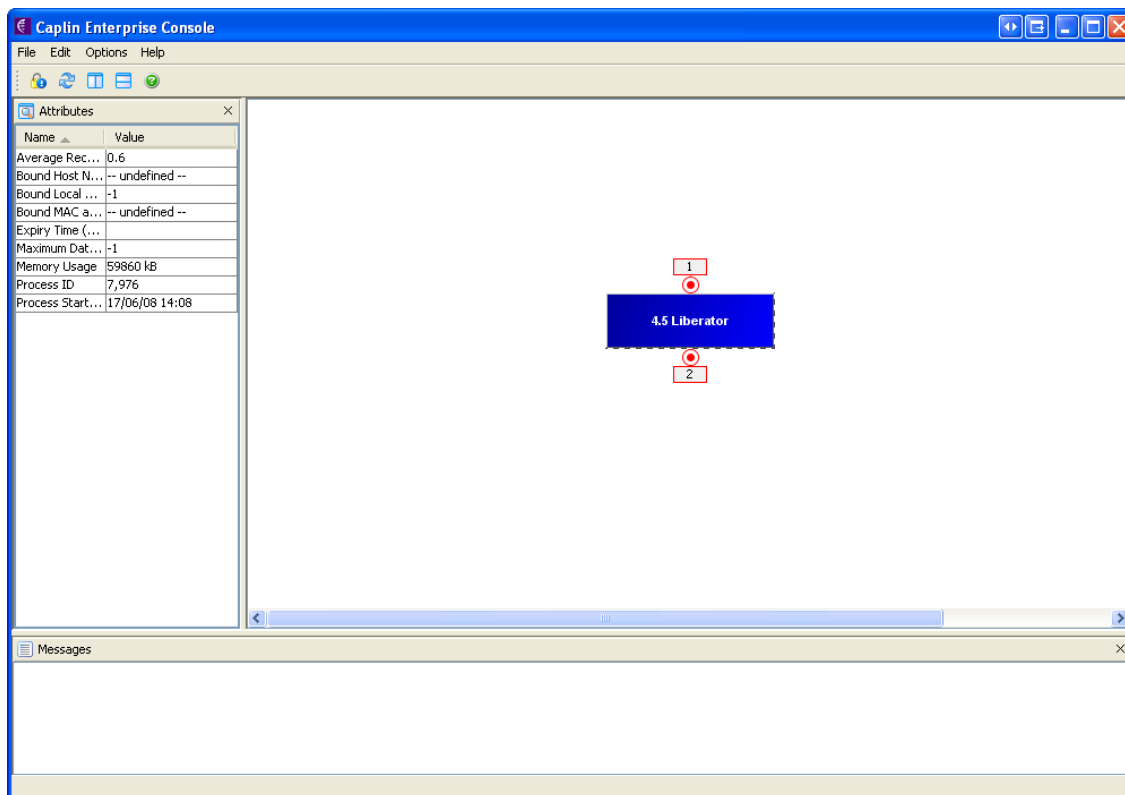 Caplin Enterprise Console
File Edit Options Help
Attributes
Name Value
Average Rec... 0.6
Bound Host N... -- undefined --
Bound Local ... -1
Bound MAC a... -- undefined --
Expiry Time (...
Maximum Dat... -1
Memory Usage 59860 kB
Process ID 7,976
Process Start... 17/06/08 14:08
1
4.5 Liberator
2
Messages